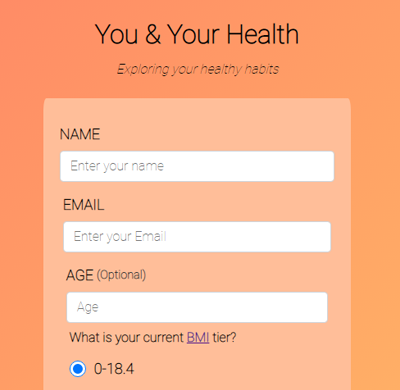 You & Your Health
Exploring your healthy habits
NAME
Enter your name
EMAIL
Enter your Email
AGE (Optional)
Age
What is your current BMI tier?
0-18.4